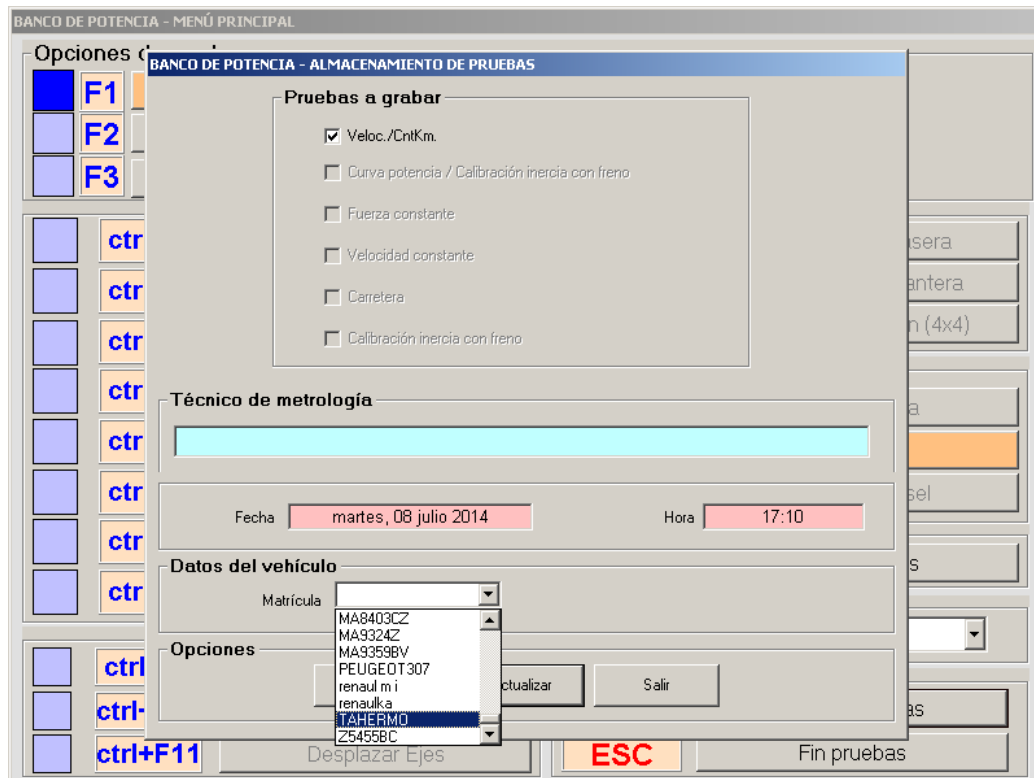 BANCO DE POTENCIA - MENÚ PRINCIPAL
Opciones
BANCO DE POTENCIA - ALMACENAMIENTO DE PRUEBAS
F1
F2
F3
Pruebas a grabar
Veloc./CntKm.
Curva potencia / Calibración inercia con freno
Fuerza constante
Velocidad constante
Carretera
Calibración inercia con freno
ctr
sera
ctr
antera
ctr
n (4x4)
ctr
Técnico de metrología
a
ctr
ctr
sel
Fecha
martes, 08 julio 2014
Hora
17:10
ctr
s
Datos del vehículo
ctr
Matrícula
MA8403CZ
MA9324Z
MA9359BV
PEUGEOT307
renaul m i
renaulka
TAHERMO
Z5455BC
Opciones
ctualizar
Salir
ctrl
ctrl-
as
ctrl+F11
Desplazar Ejes
ESC
Fin pruebas